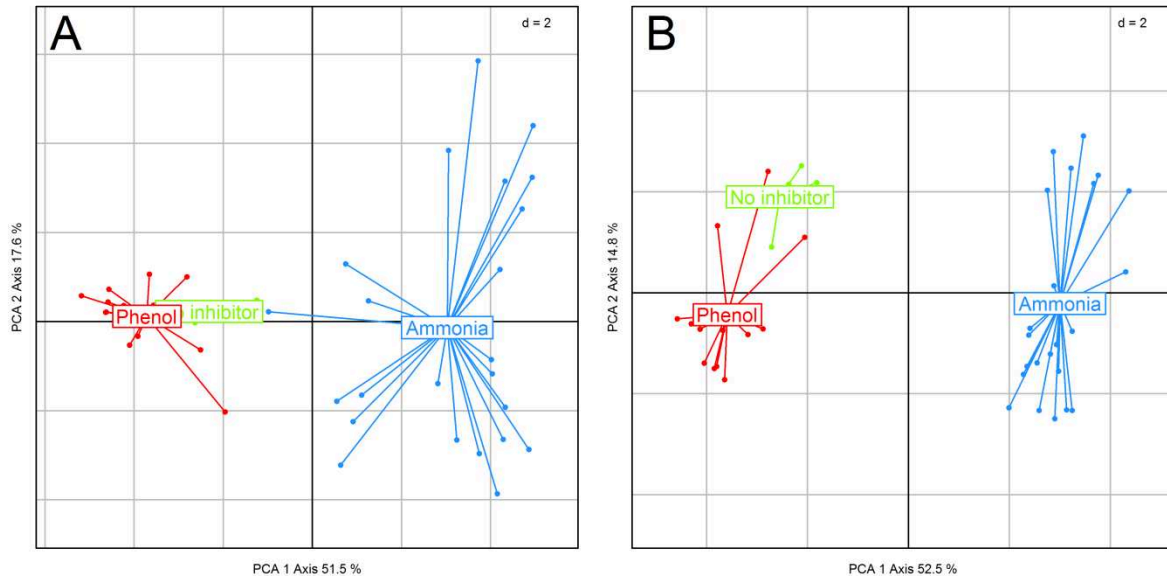 A
d = 2
inhibitor
Phenol
Ammonia
PCA 2 Axis 17.6 %
PCA 1 Axis 51.5 %
B
d = 2
No inhibitor
Phenol
Ammonia
PCA 2 Axis 14.8 %
PCA 1 Axis 52.5 %